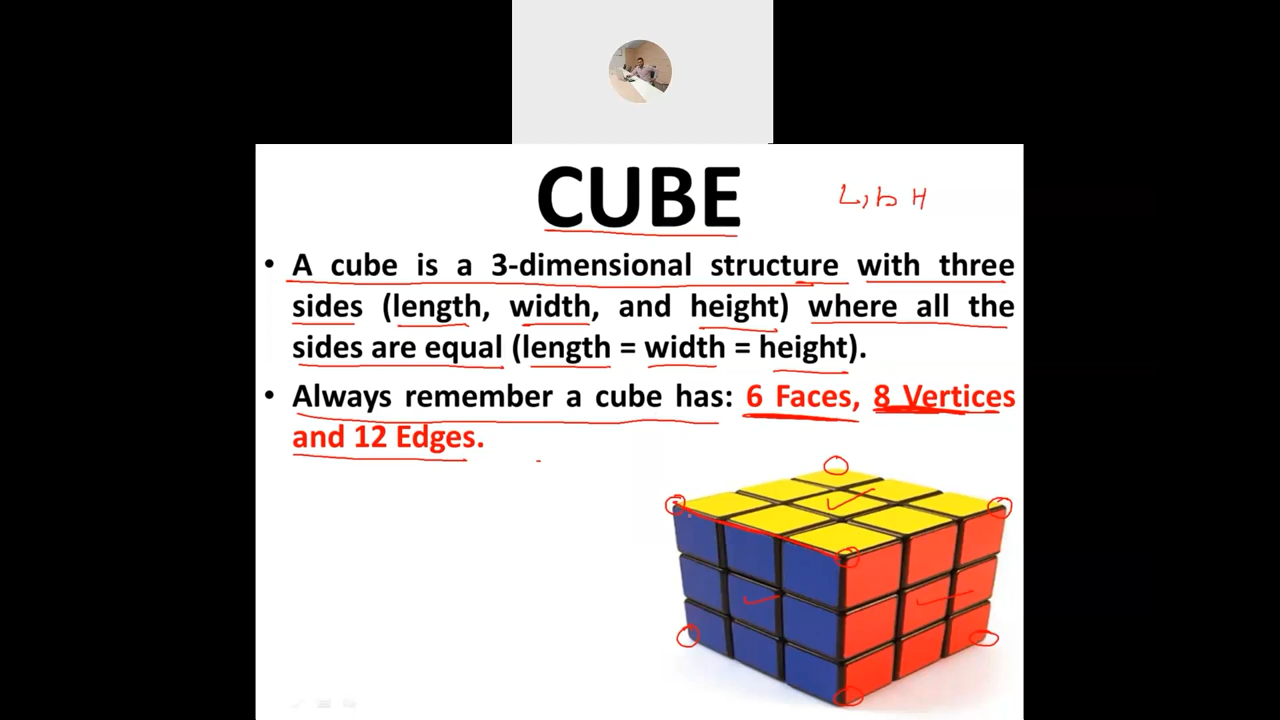 CUBE
L, b H
• A cube is a 3-dimensional structure with three
sides (length, width, and height) where all the
sides are equal (length = width = height).
• Always remember a cube has: 6 Faces, 8 Vertices
and 12 Edges.